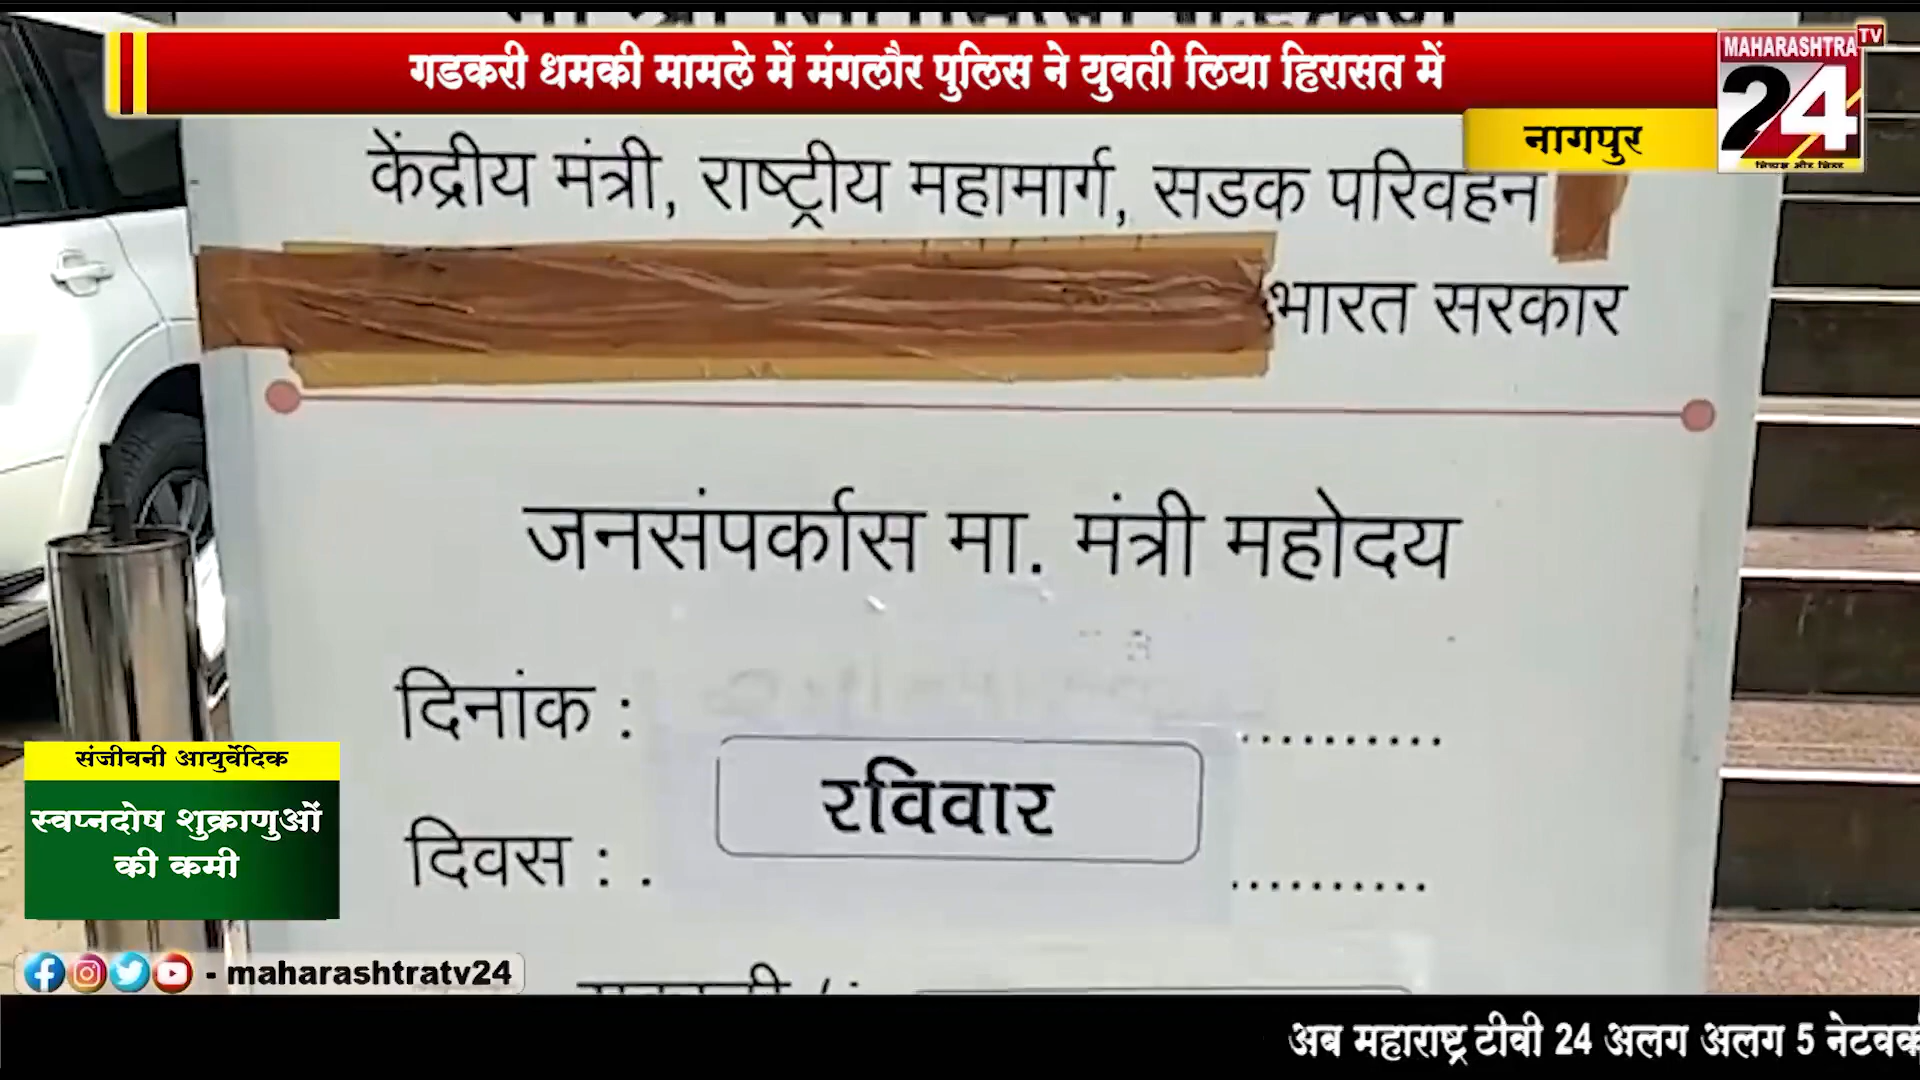 गडकरी धमकी मामले में मंगलौर पुलिस ने युवती लिया हिरासत में
MAHARASHTRA TV
24
नागपुर
केंद्रीय मंत्री, राष्ट्रीय महामार्ग, सडक परिवहन
भारत सरकार
जनसंपर्कास मा. मंत्री महोदय
दिनांक : ..........
रविवार
दिवस : . ..........
संजीवनी आयुर्वेदिक
स्वप्नदोष शुक्राणुओं
की कमी
- maharashtratv24
अब महाराष्ट्र टीवी 24 अलग अलग 5